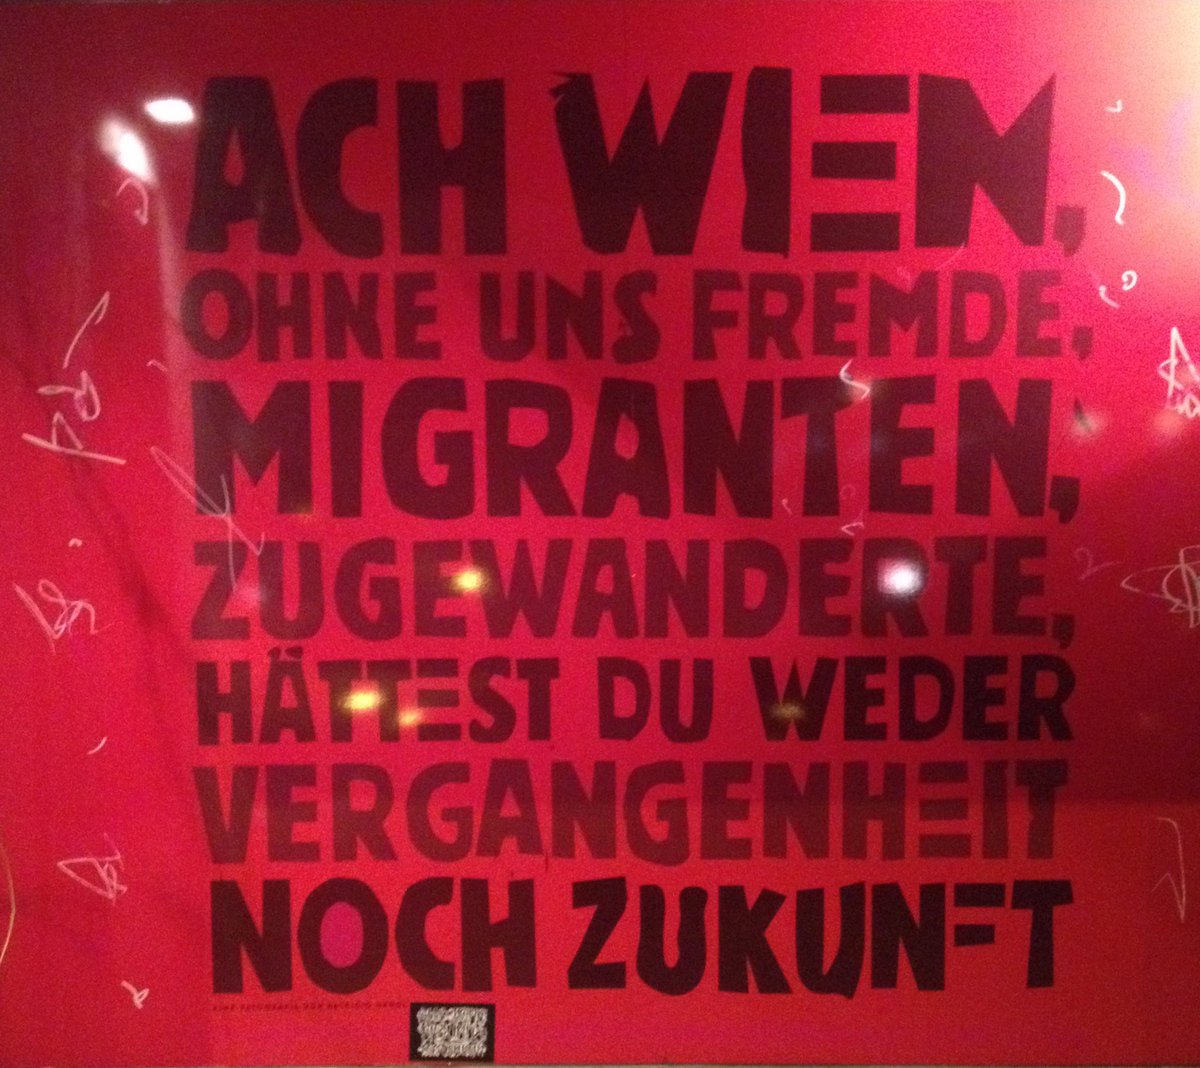 ACH WIEN,
OHNE UNS FREMDE,
MIGRANTEN,
ZUGEWANDERTE,
HÄTTEST DU WEDER
VERGANGENHEIT
NOCH ZUKUNFT